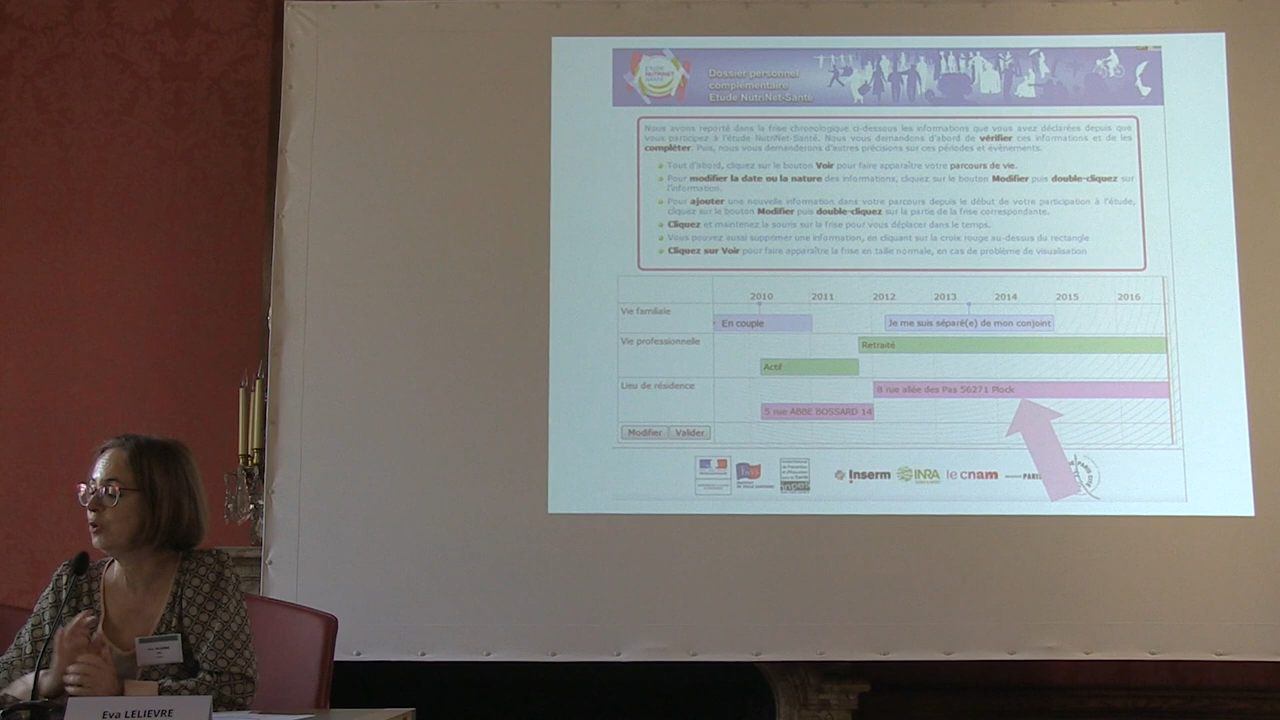 ETUDE
NUTRINET
SANTÉ
Dossier personnel
complémentaire
Etude NutriNet-Santé
Nous avons reporté dans la frise chronologique ci-dessous les informations que vous avez déclarées depuis que
vous participez à l'étude NutriNet-Santé. Nous vous demandons d'abord de vérifier ces informations et de les
compléter. Puis, nous vous demanderons d'autres précisions sur ces périodes et évènements.
Tout d'abord, cliquez sur le bouton Voir pour faire apparaître votre parcours de vie.
Pour modifier la date ou la nature des informations, cliquez sur le bouton Modifier puis double-cliquez sur
l'information.
Pour ajouter une nouvelle information dans votre parcours depuis le début de votre participation à l'étude,
cliquez sur le bouton Modifier puis double-cliquez sur la partie de la frise correspondante.
Cliquez et maintenez la souris sur la frise pour vous déplacer dans le temps.
Vous pouvez aussi supprimer une information, en cliquant sur la croix rouge au-dessus du rectangle
Cliquez sur Voir pour faire apparaître la frise en taille normale, en cas de problème de visualisation
2010 2011 2012 2013 2014 2015 2016
Vie familiale
En couple
Je me suis séparé(e) de mon conjoint
Vie professionnelle
Retraité
Actif
Lieu de résidence
8 rue allée des Pas 56271 Plock
5 rue ABBE BOSSARD 14
Modifier Valider
Inserm
INRA
le cnam
PARIS
Eva LELIEVRE